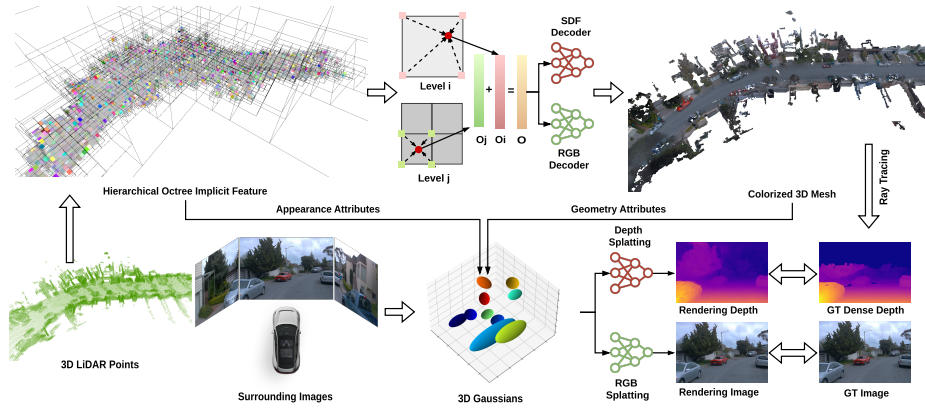 SDF
Decoder
Level i
+
=
Oj Oi O
RGB
Decoder
Level j
Hierarchical Octree Implicit Feature
Colorized 3D Mesh
Ray Tracing
Appearance Attributes
Geometry Attributes
Depth
Splatting
Rendering Depth
GT Dense Depth
3D LiDAR Points
Surrounding Images
3D Gaussians
RGB
Splatting
Rendering Image
GT Image